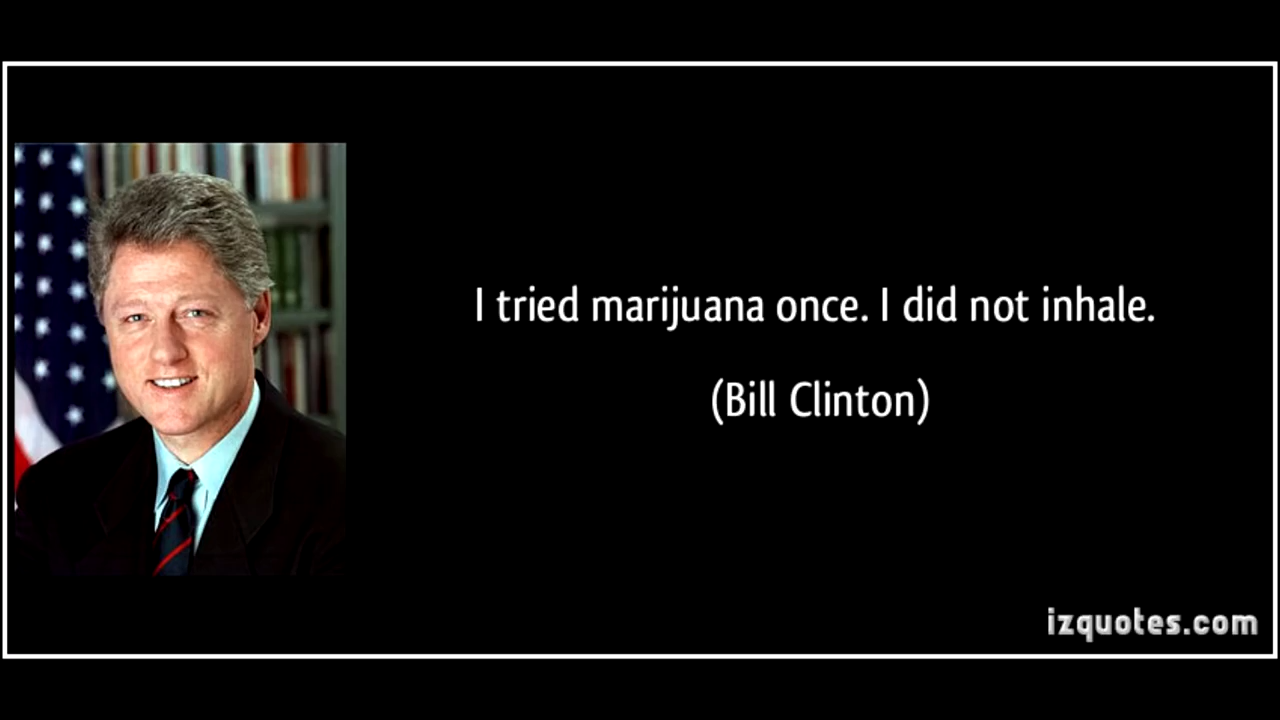 I tried marijuana once. I did not inhale.
(Bill Clinton)
izquotes.com